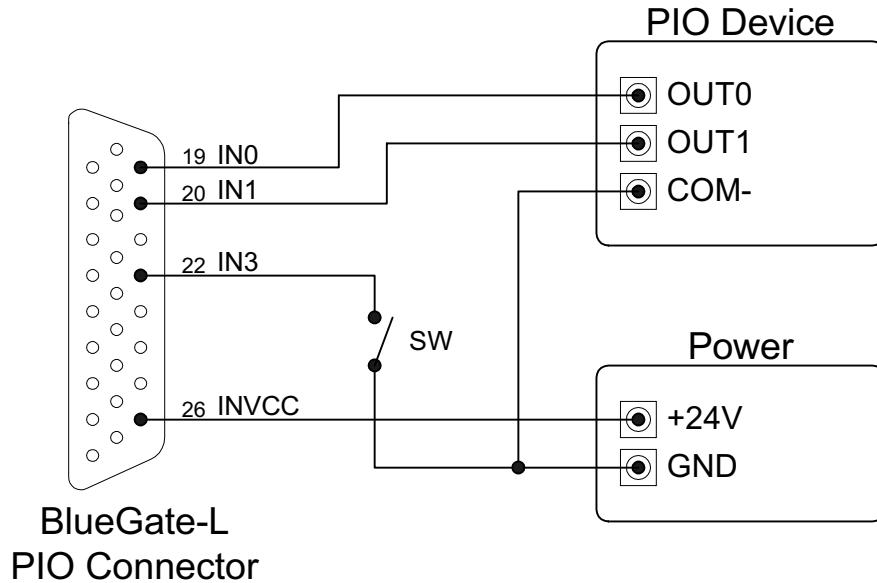 PIO Device
OUT0
OUT1
COM-
19 IN0
20 IN1
22 IN3
SW
Power
26 INVCC
+24V
GND
BlueGate-L
PIO Connector